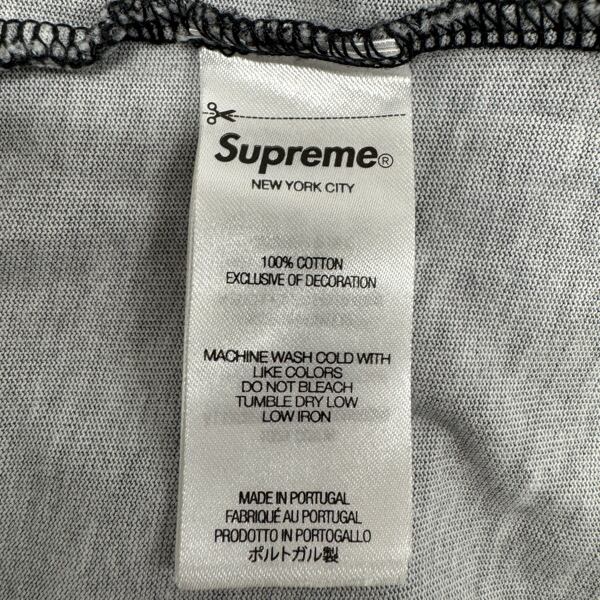 Supreme®
NEW YORK CITY
100% COTTON
EXCLUSIVE OF DECORATION
MACHINE WASH COLD WITH
LIKE COLORS
DO NOT BLEACH
TUMBLE DRY LOW
LOW IRON
MADE IN PORTUGAL
FABRIQUÉ AU PORTUGAL
PRODOTTO IN PORTOGALLO
ポルトガル製